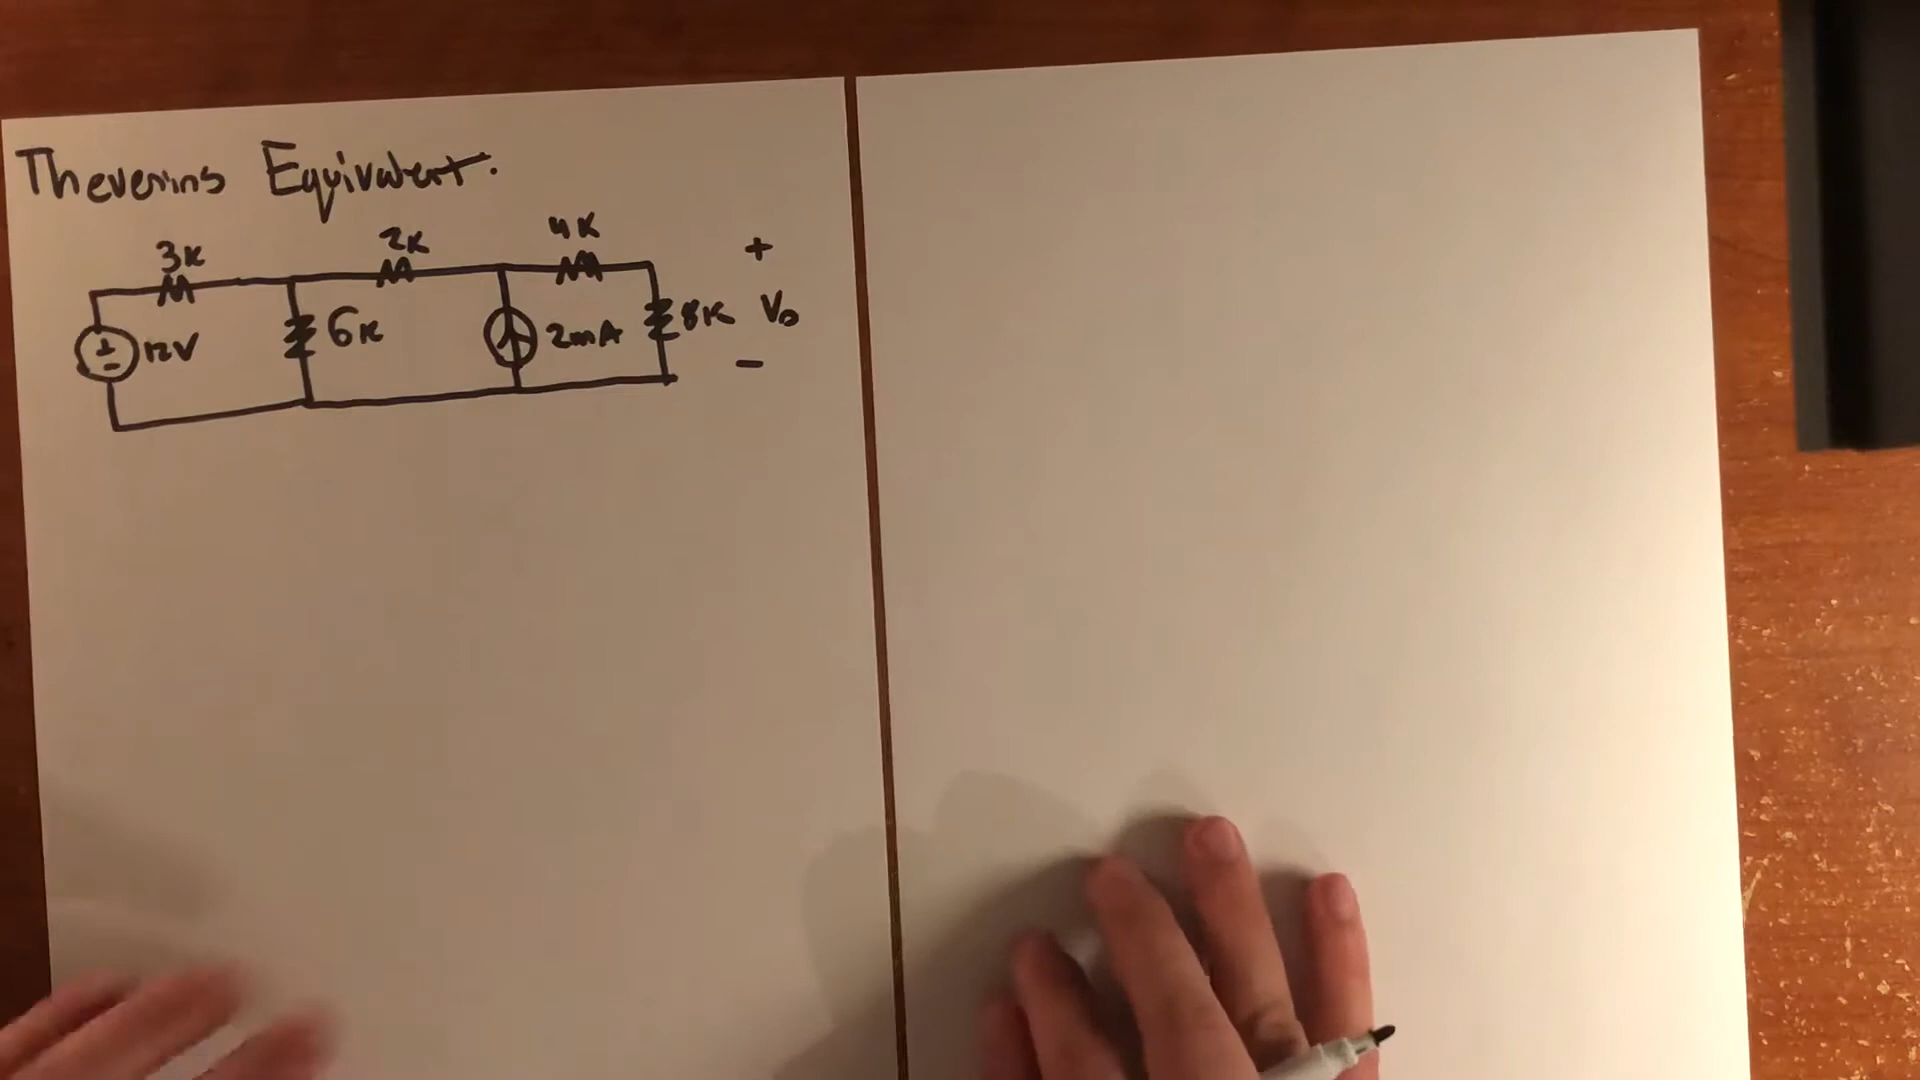 Thevenins Equivalent.
3K 2K 4K
+
12V 6K 2mA 8K Vo
−